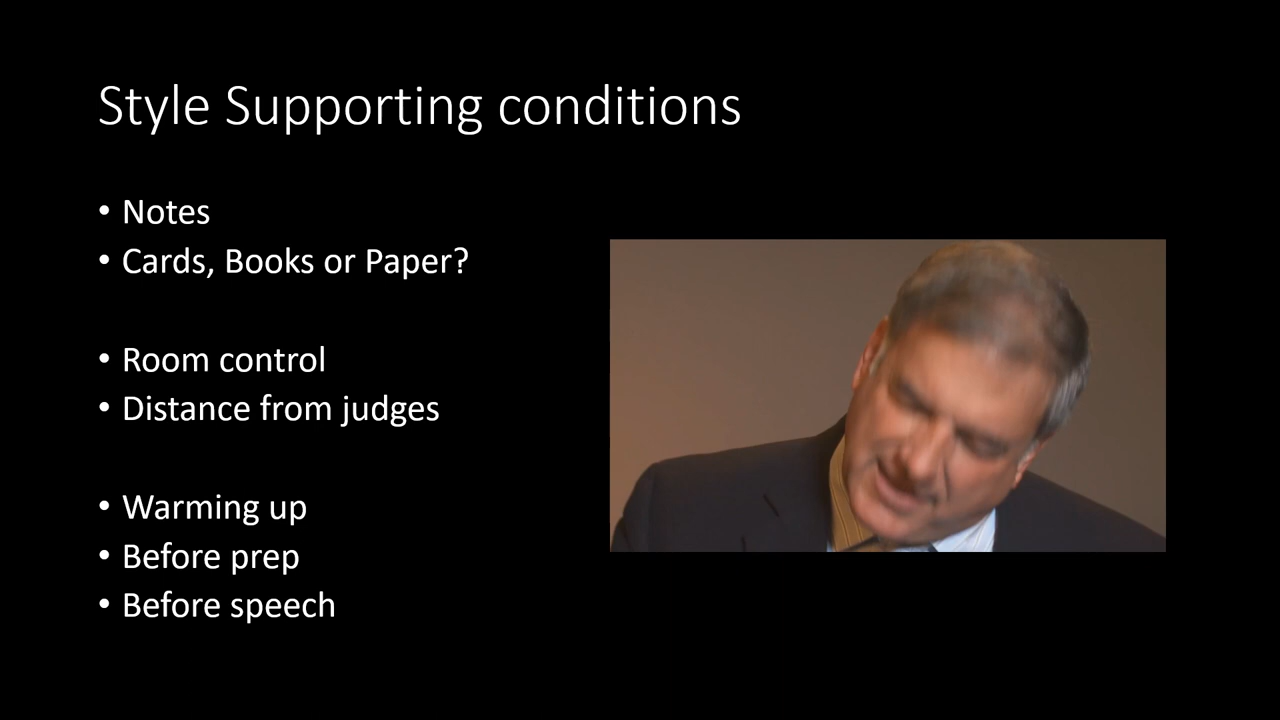 Style Supporting conditions
• Notes
• Cards, Books or Paper?
• Room control
• Distance from judges
• Warming up
• Before prep
• Before speech